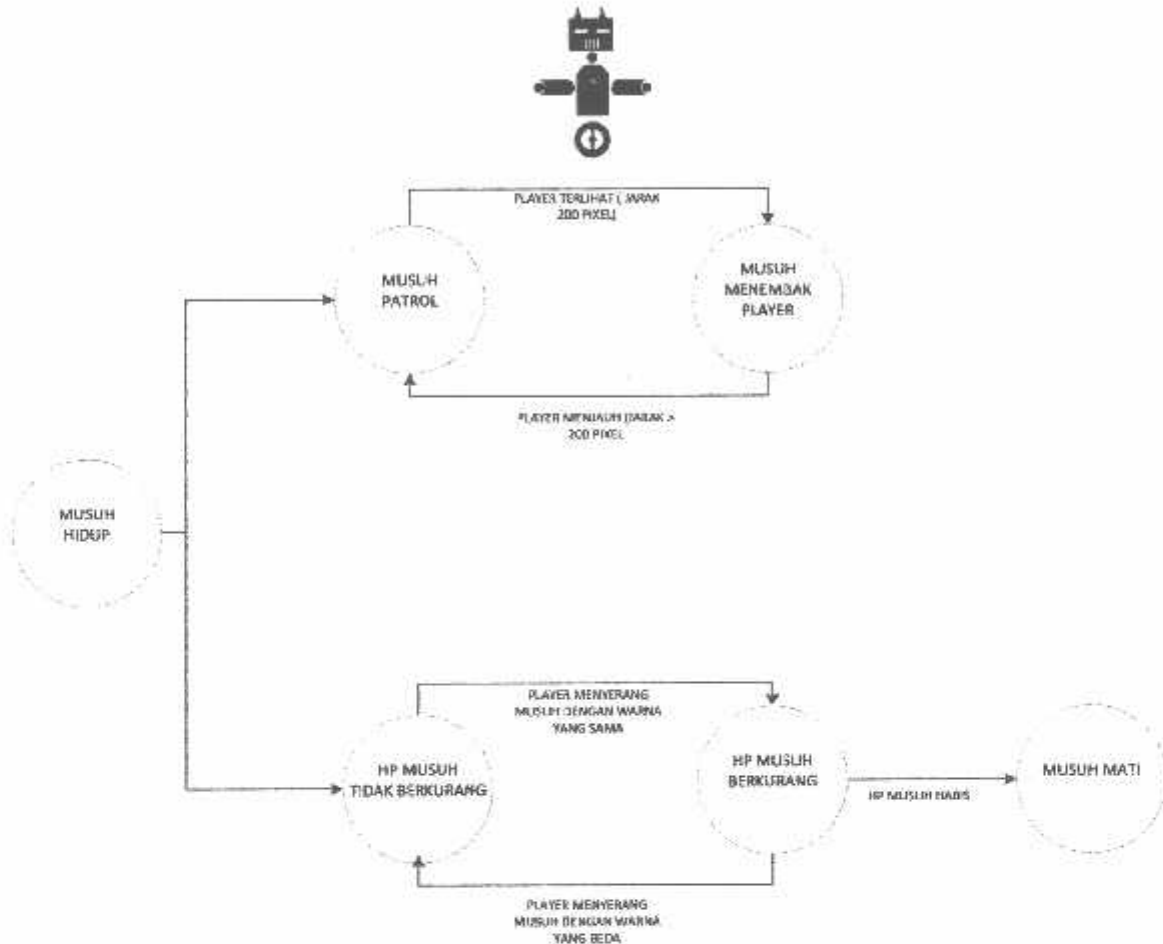 PLAYER TERLIHAT ( JARAK
200 PIXEL)
MUSUH
PATROL
MUSUH
MENEMBAK
PLAYER
PLAYER MENJAUH (JARAK >
200 PIXEL
MUSUH
HIDUP
PLAYER MENYERANG
MUSUH DENGAN WARNA
YANG SAMA
HP MUSUH
TIDAK BERKURANG
HP MUSUH
BERKURANG
HP MUSUH HABIS
MUSUH MATI
PLAYER MENYERANG
MUSUH DENGAN WARNA
YANG BEDA